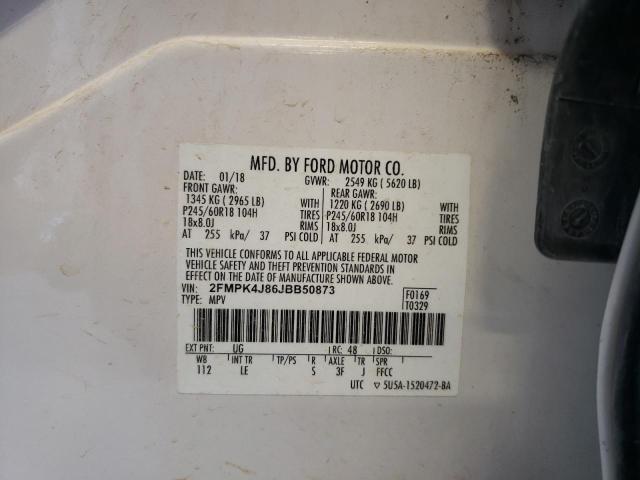 MFD. BY FORD MOTOR CO.
DATE: 01/18 GVWR: 2549 KG ( 5620 LB)
FRONT GAWR: REAR GAWR:
1345 KG ( 2965 LB) 1220 KG ( 2690 LB)
P245/60R18 104H TIRES P245/60R18 104H TIRES
18x8.0J RIMS 18x8.0J RIMS
AT 255 kPa/ 37 PSI COLD AT 255 kPa/ 37 PSI COLD
THIS VEHICLE CONFORMS TO ALL APPLICABLE FEDERAL MOTOR
VEHICLE SAFETY AND THEFT PREVENTION STANDARDS IN
EFFECT ON THE DATE OF MANUFACTURE SHOWN ABOVE.
VIN: 2FMPK4J86JBB50873 F0169
TYPE: MPV T0329
EXT PNT: UG RC: 48 DSO:
WB INT TR TP/PS R AXLE TR SPR
112 LE S 3F J FFCC
UTC ▽ 5U5A-1520472-BA